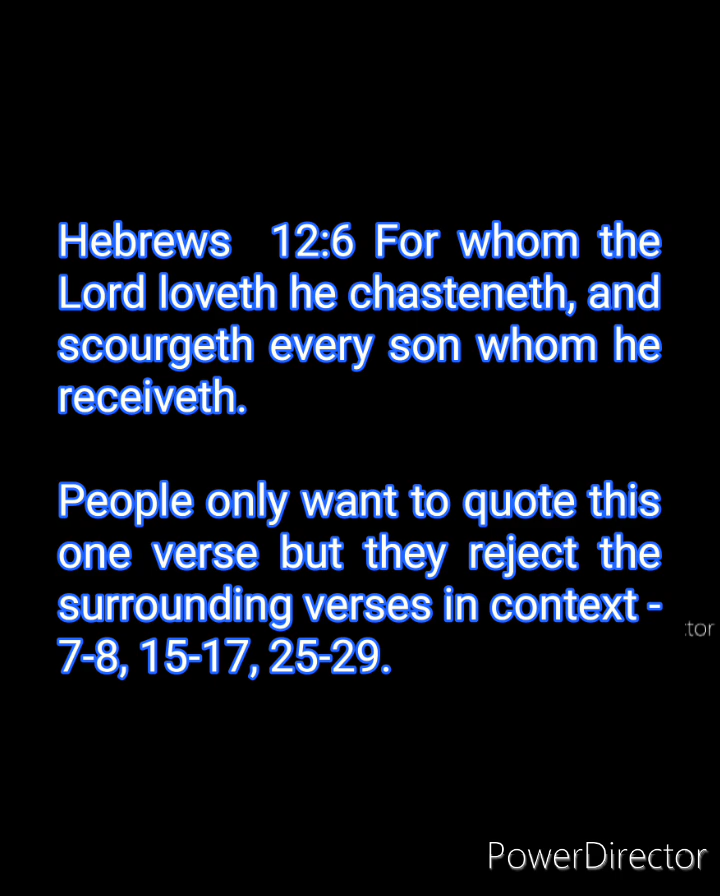 Hebrews 12:6 For whom the
Lord loveth he chasteneth, and
scourgeth every son whom he
receiveth.
People only want to quote this
one verse but they reject the
surrounding verses in context -
7-8, 15-17, 25-29.
tor
PowerDirector